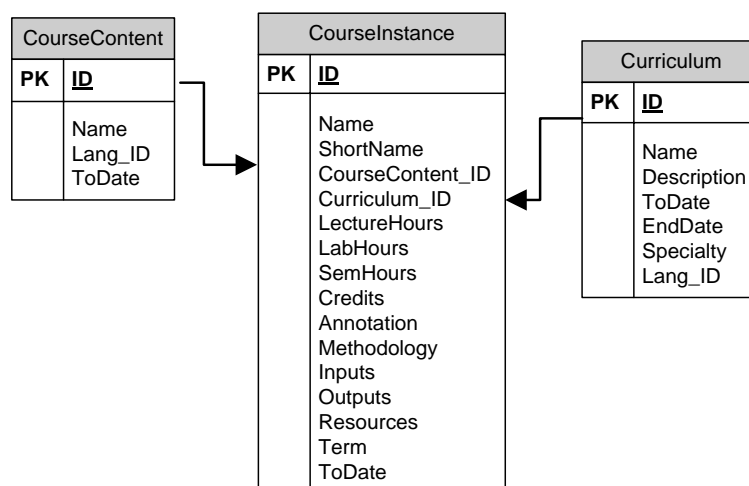 CourseContent
PK ID
Name
Lang_ID
ToDate
CourseInstance
PK ID
Name
ShortName
CourseContent_ID
Curriculum_ID
LectureHours
LabHours
SemHours
Credits
Annotation
Methodology
Inputs
Outputs
Resources
Term
ToDate
Curriculum
PK ID
Name
Description
ToDate
EndDate
Specialty
Lang_ID